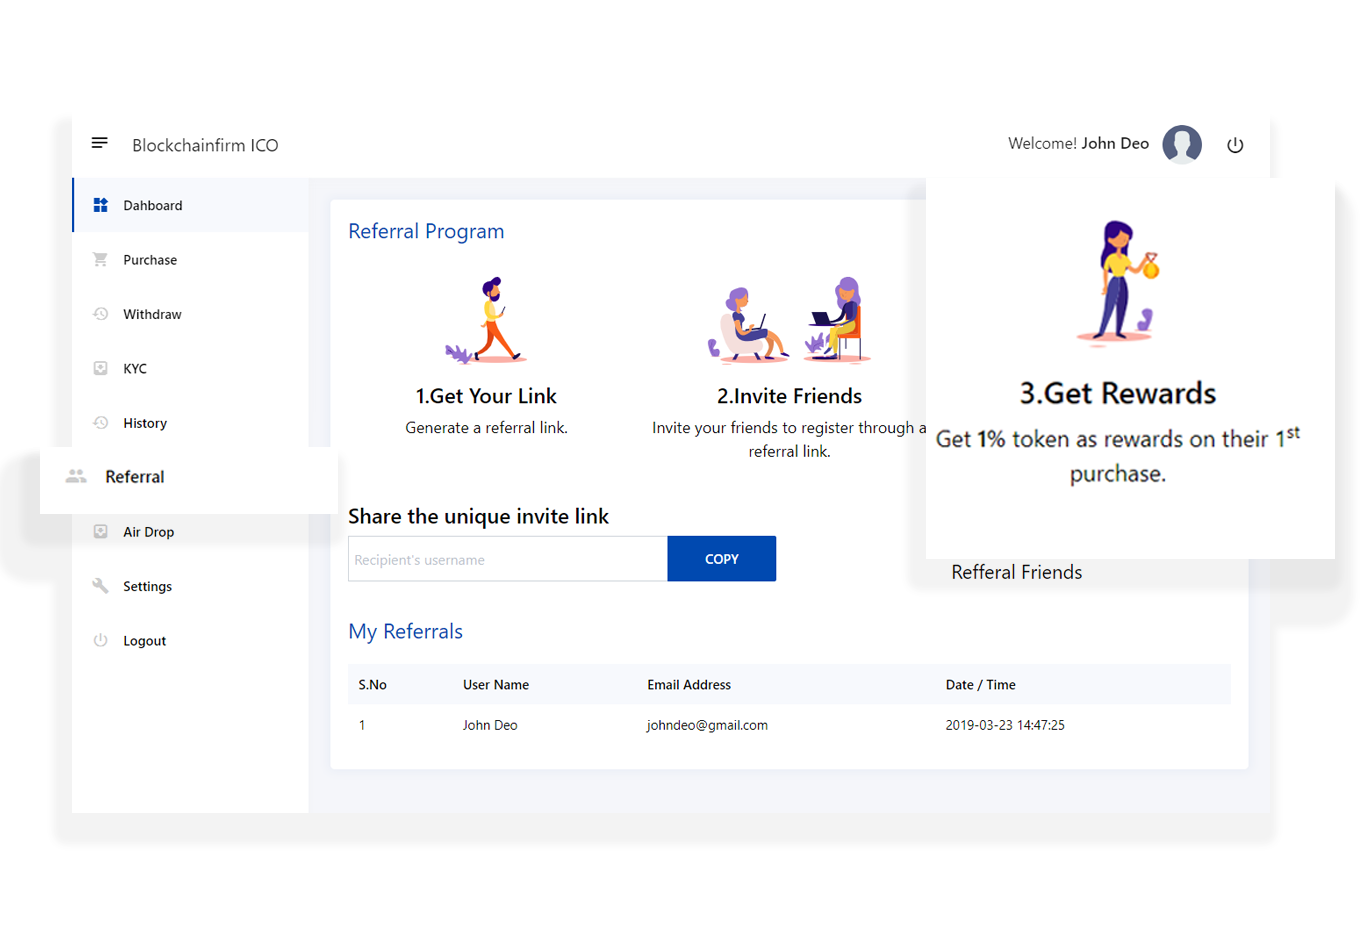 Blockchainfirm ICO
Welcome! John Deo
Dahboard
Purchase
Withdraw
KYC
History
Referral
Air Drop
Settings
Logout
Referral Program
1.Get Your Link
Generate a referral link.
2.Invite Friends
Invite your friends to register through a
referral link.
3.Get Rewards
Get 1% token as rewards on their 1st
purchase.
Share the unique invite link
Recipient's username
COPY
Refferal Friends
My Referrals
S.No User Name Email Address Date / Time
1 John Deo johndeo@gmail.com 2019-03-23 14:47:25